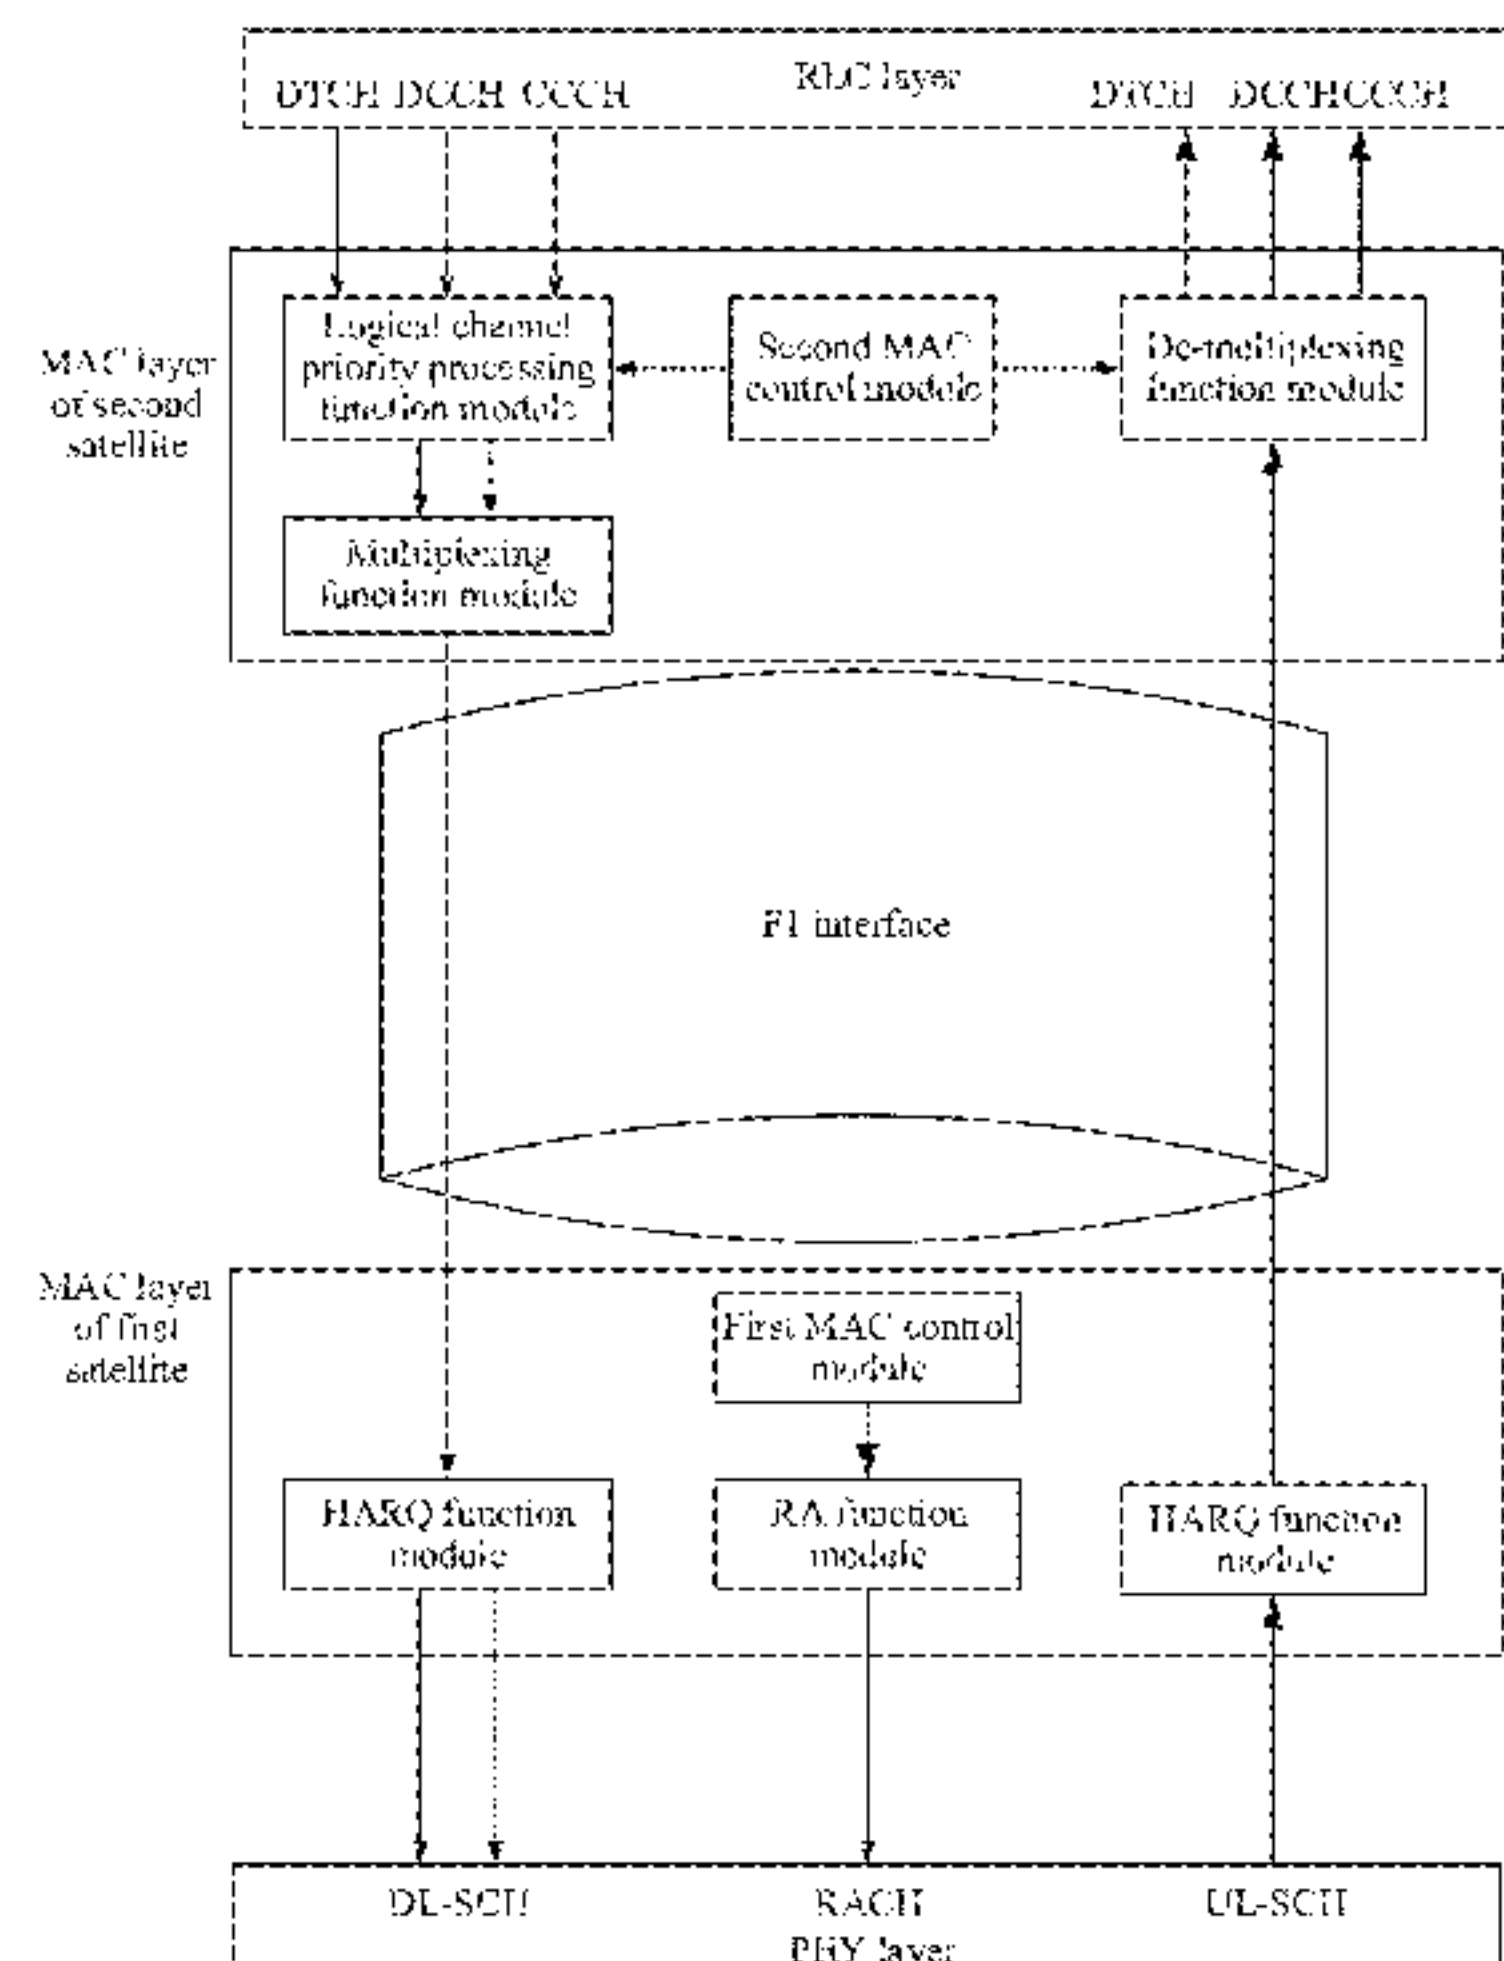 RLC layer
DTCH DCCH CCCH
DTCH DCCH CCCH
MAC layer
of second
satellite
Logical channel
priority processing
function module
Second MAC
control module
De-multiplexing
function module
Multiplexing
function module
F1 interface
MAC layer
of first
satellite
First MAC control
module
HARQ function
module
RA function
module
HARQ function
module
DL-SCH
RACH
UL-SCH
PHY layer